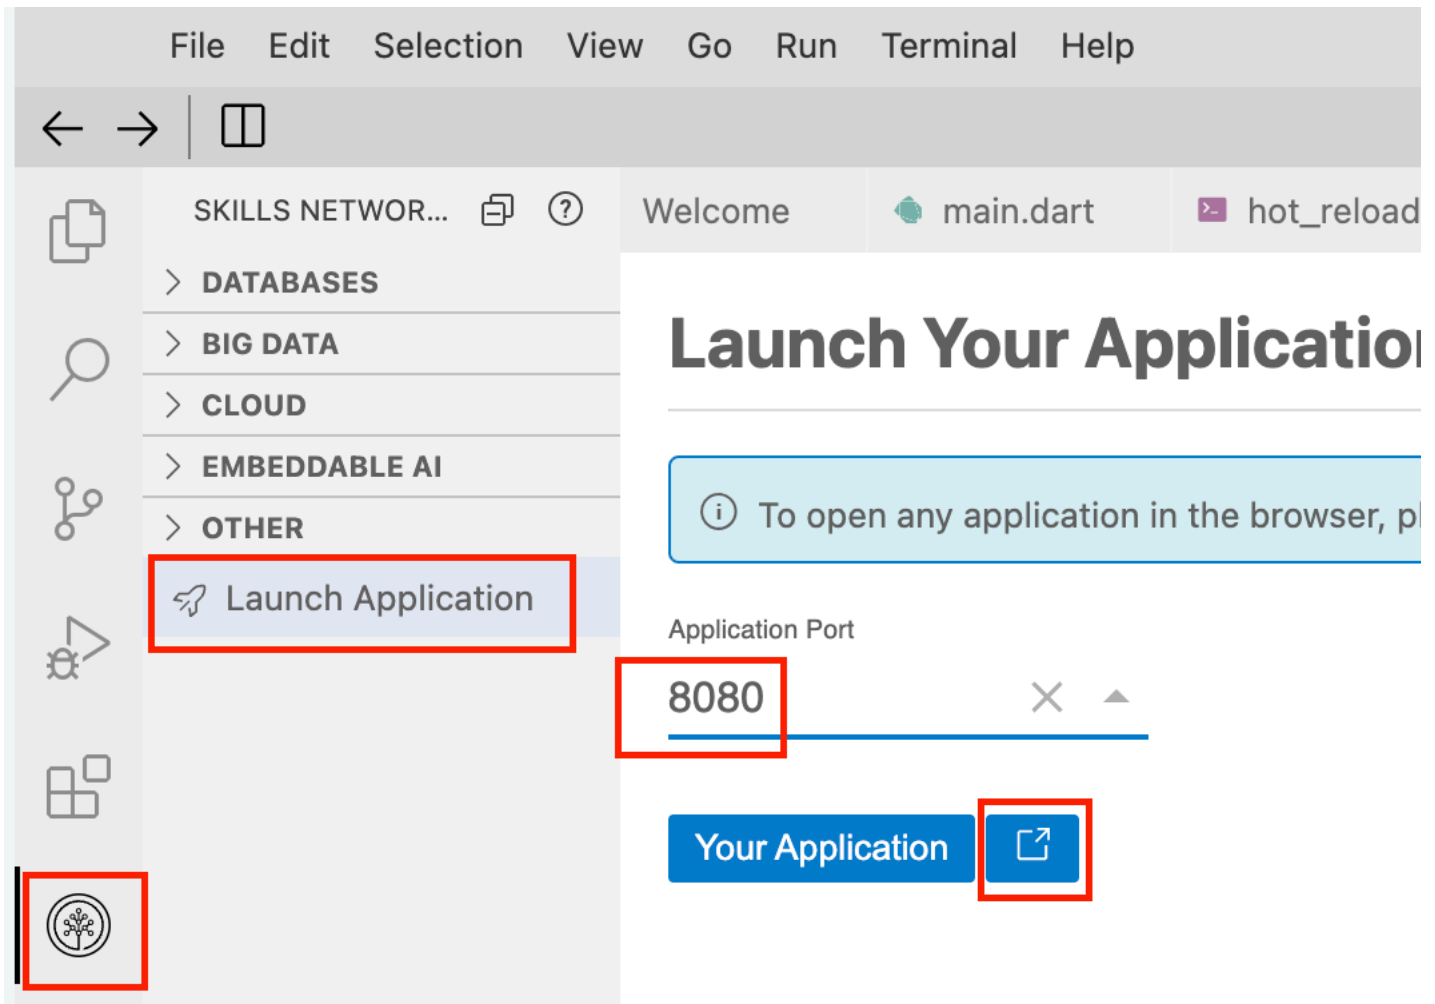 File Edit Selection View Go Run Terminal Help
SKILLS NETWOR...
Welcome main.dart hot_reload
DATABASES
BIG DATA
CLOUD
EMBEDDABLE AI
OTHER
Launch Application
Launch Your Application
To open any application in the browser, pl
Application Port
8080
Your Application